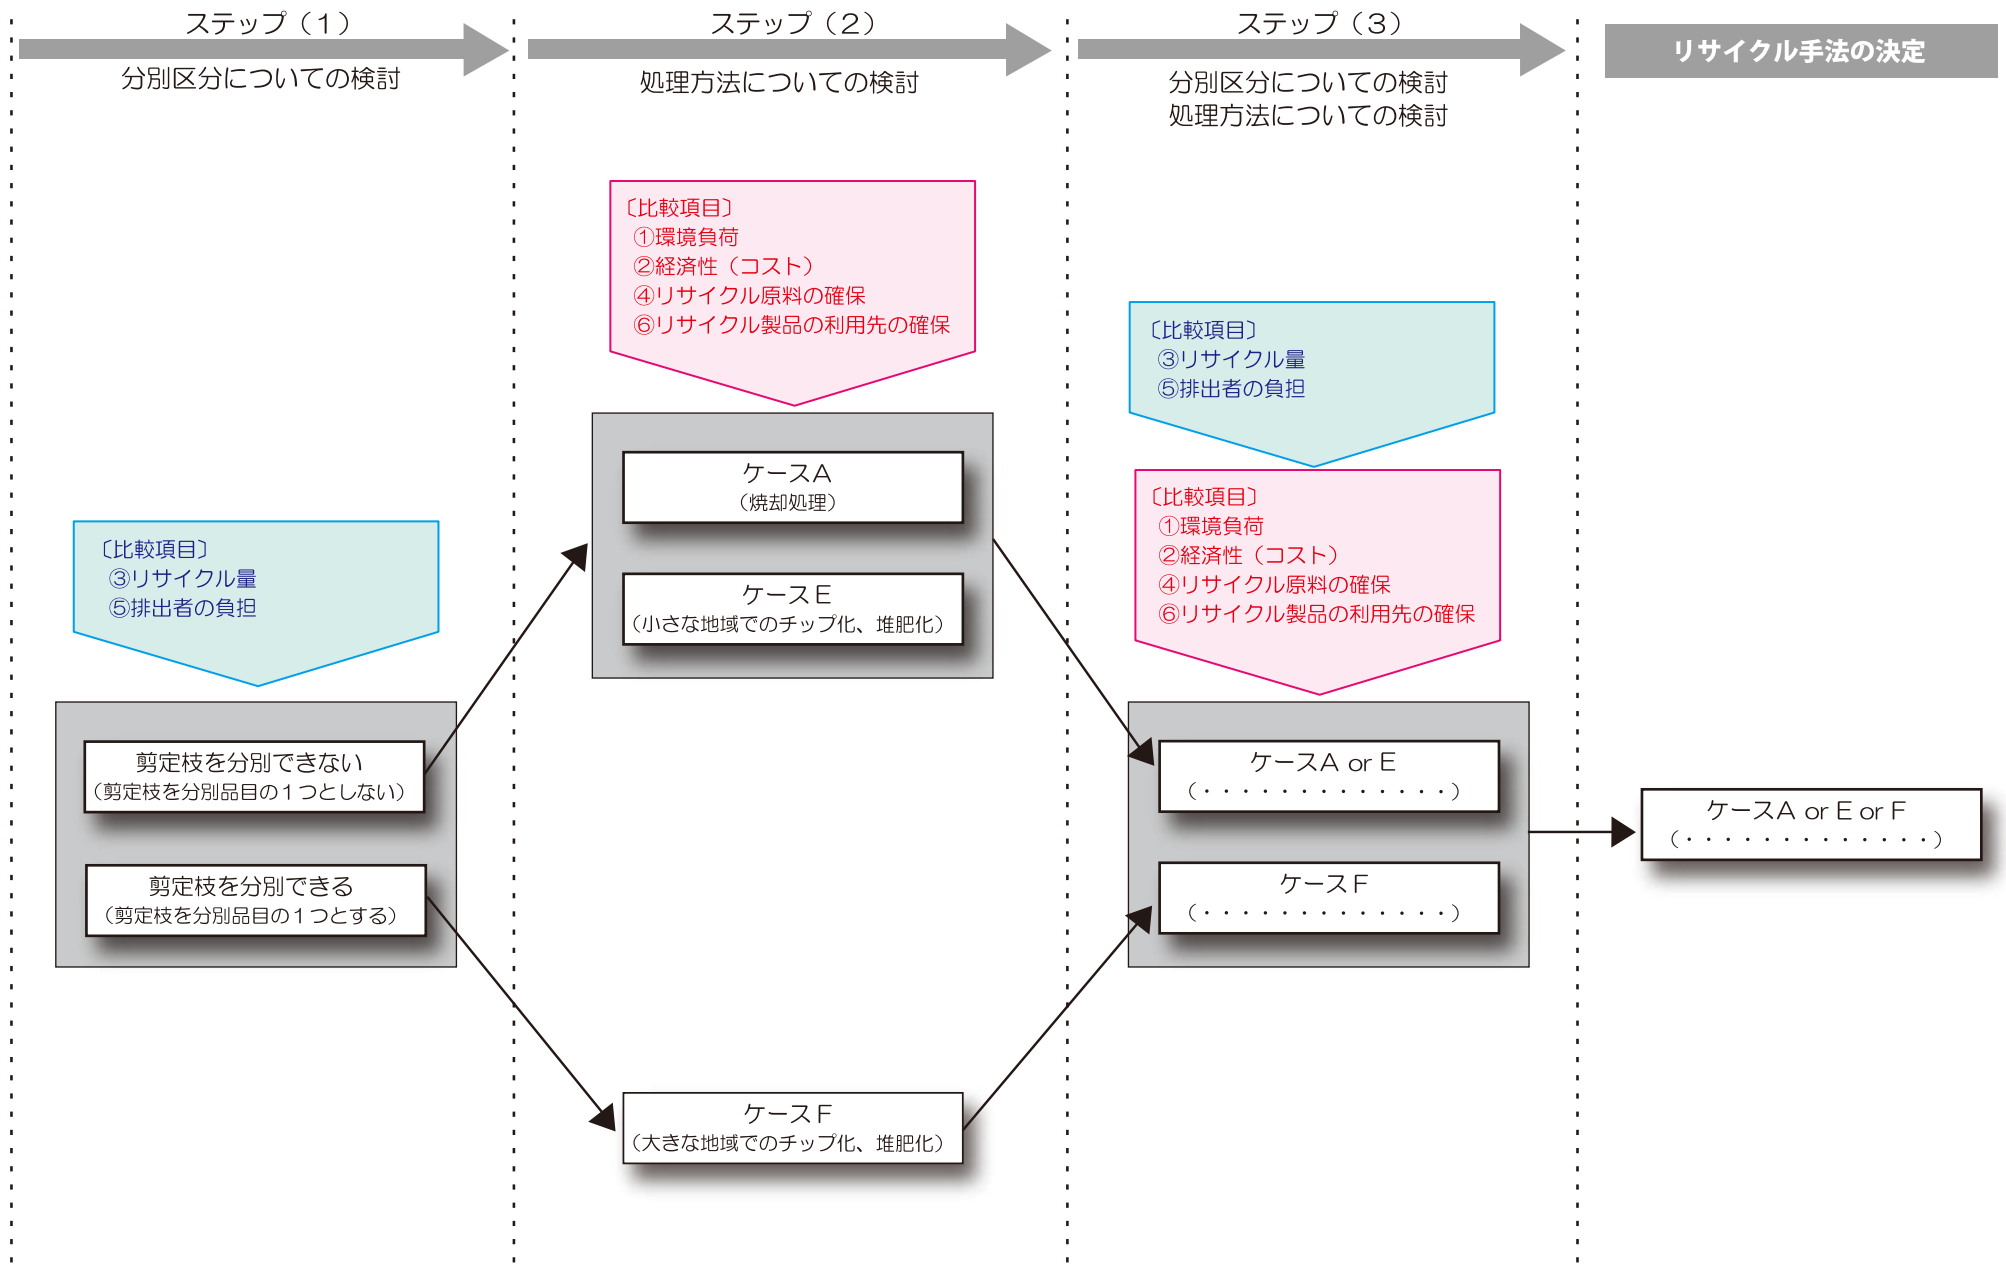 ステップ（１）
分別区分についての検討
ステップ（２）
処理方法についての検討
ステップ（３）
分別区分についての検討
処理方法についての検討
リサイクル手法の決定
〔比較項目〕
③リサイクル量
⑤排出者の負担
剪定枝を分別できない
（剪定枝を分別品目の１つとしない）
剪定枝を分別できる
（剪定枝を分別品目の１つとする）
〔比較項目〕
①環境負荷
②経済性（コスト）
④リサイクル原料の確保
⑥リサイクル製品の利用先の確保
ケースＡ
（焼却処理）
ケースＥ
（小さな地域でのチップ化、堆肥化）
ケースＦ
（大きな地域でのチップ化、堆肥化）
〔比較項目〕
③リサイクル量
⑤排出者の負担
〔比較項目〕
①環境負荷
②経済性（コスト）
④リサイクル原料の確保
⑥リサイクル製品の利用先の確保
ケースＡ or Ｅ
（・・・・・・・・・・・・・）
ケースＦ
（・・・・・・・・・・・・・）
ケースＡ or Ｅ or Ｆ
（・・・・・・・・・・・・・）